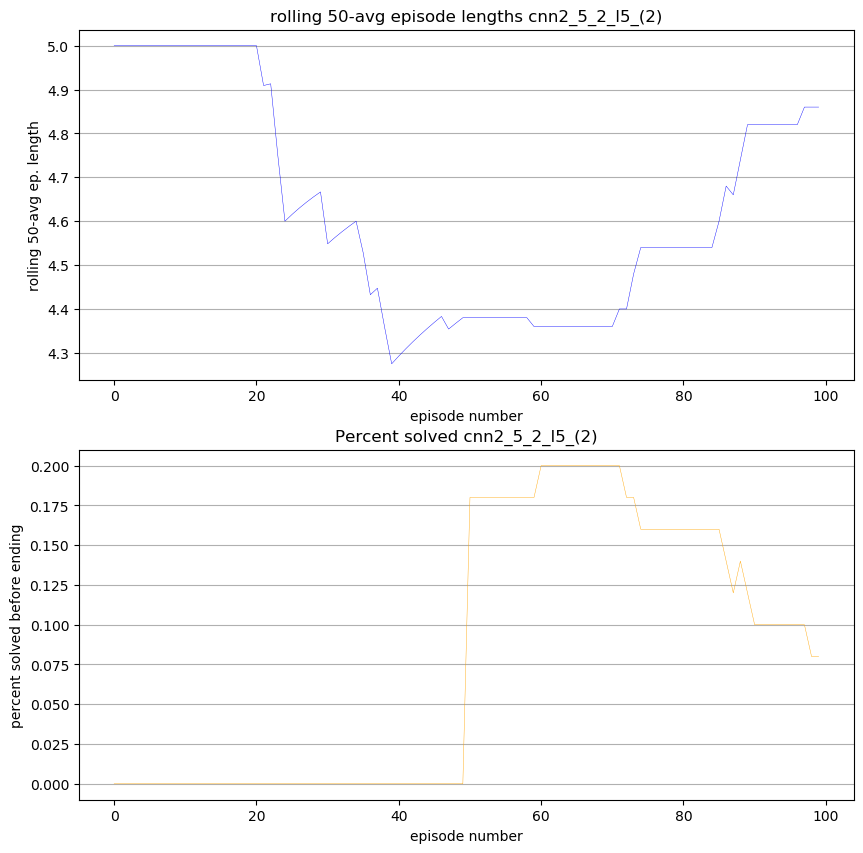 rolling 50-avg episode lengths cnn2_5_2_l5_(2)
rolling 50-avg ep. length
5.0
4.9
4.8
4.7
4.6
4.5
4.4
4.3
0 20 40 60 80 100
episode number
Percent solved cnn2_5_2_l5_(2)
percent solved before ending
0.200
0.175
0.150
0.125
0.100
0.075
0.050
0.025
0.000
0 20 40 60 80 100
episode number